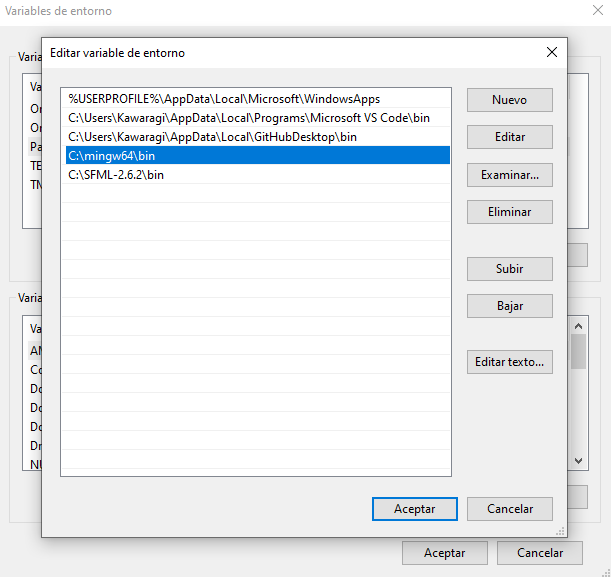 Variables de entorno
Editar variable de entorno
Varia
Va
Or
Or
Pa
TE
TM
%USERPROFILE%\AppData\Local\Microsoft\WindowsApps
C:\Users\Kawaragi\AppData\Local\Programs\Microsoft VS Code\bin
C:\Users\Kawaragi\AppData\Local\GitHubDesktop\bin
C:\mingw64\bin
C:\SFML-2.6.2\bin
Nuevo
Editar
Examinar...
Eliminar
Subir
Bajar
Editar texto...
Varia
Va
Co
Do
Do
Do
Dr
Aceptar
Cancelar
Aceptar
Cancelar